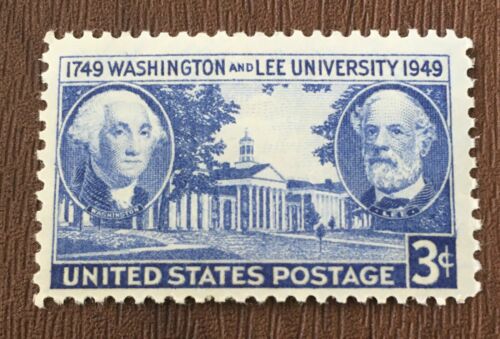 1749 WASHINGTON AND LEE UNIVERSITY 1949
WASHINGTON
LEE
UNITED STATES POSTAGE 3¢